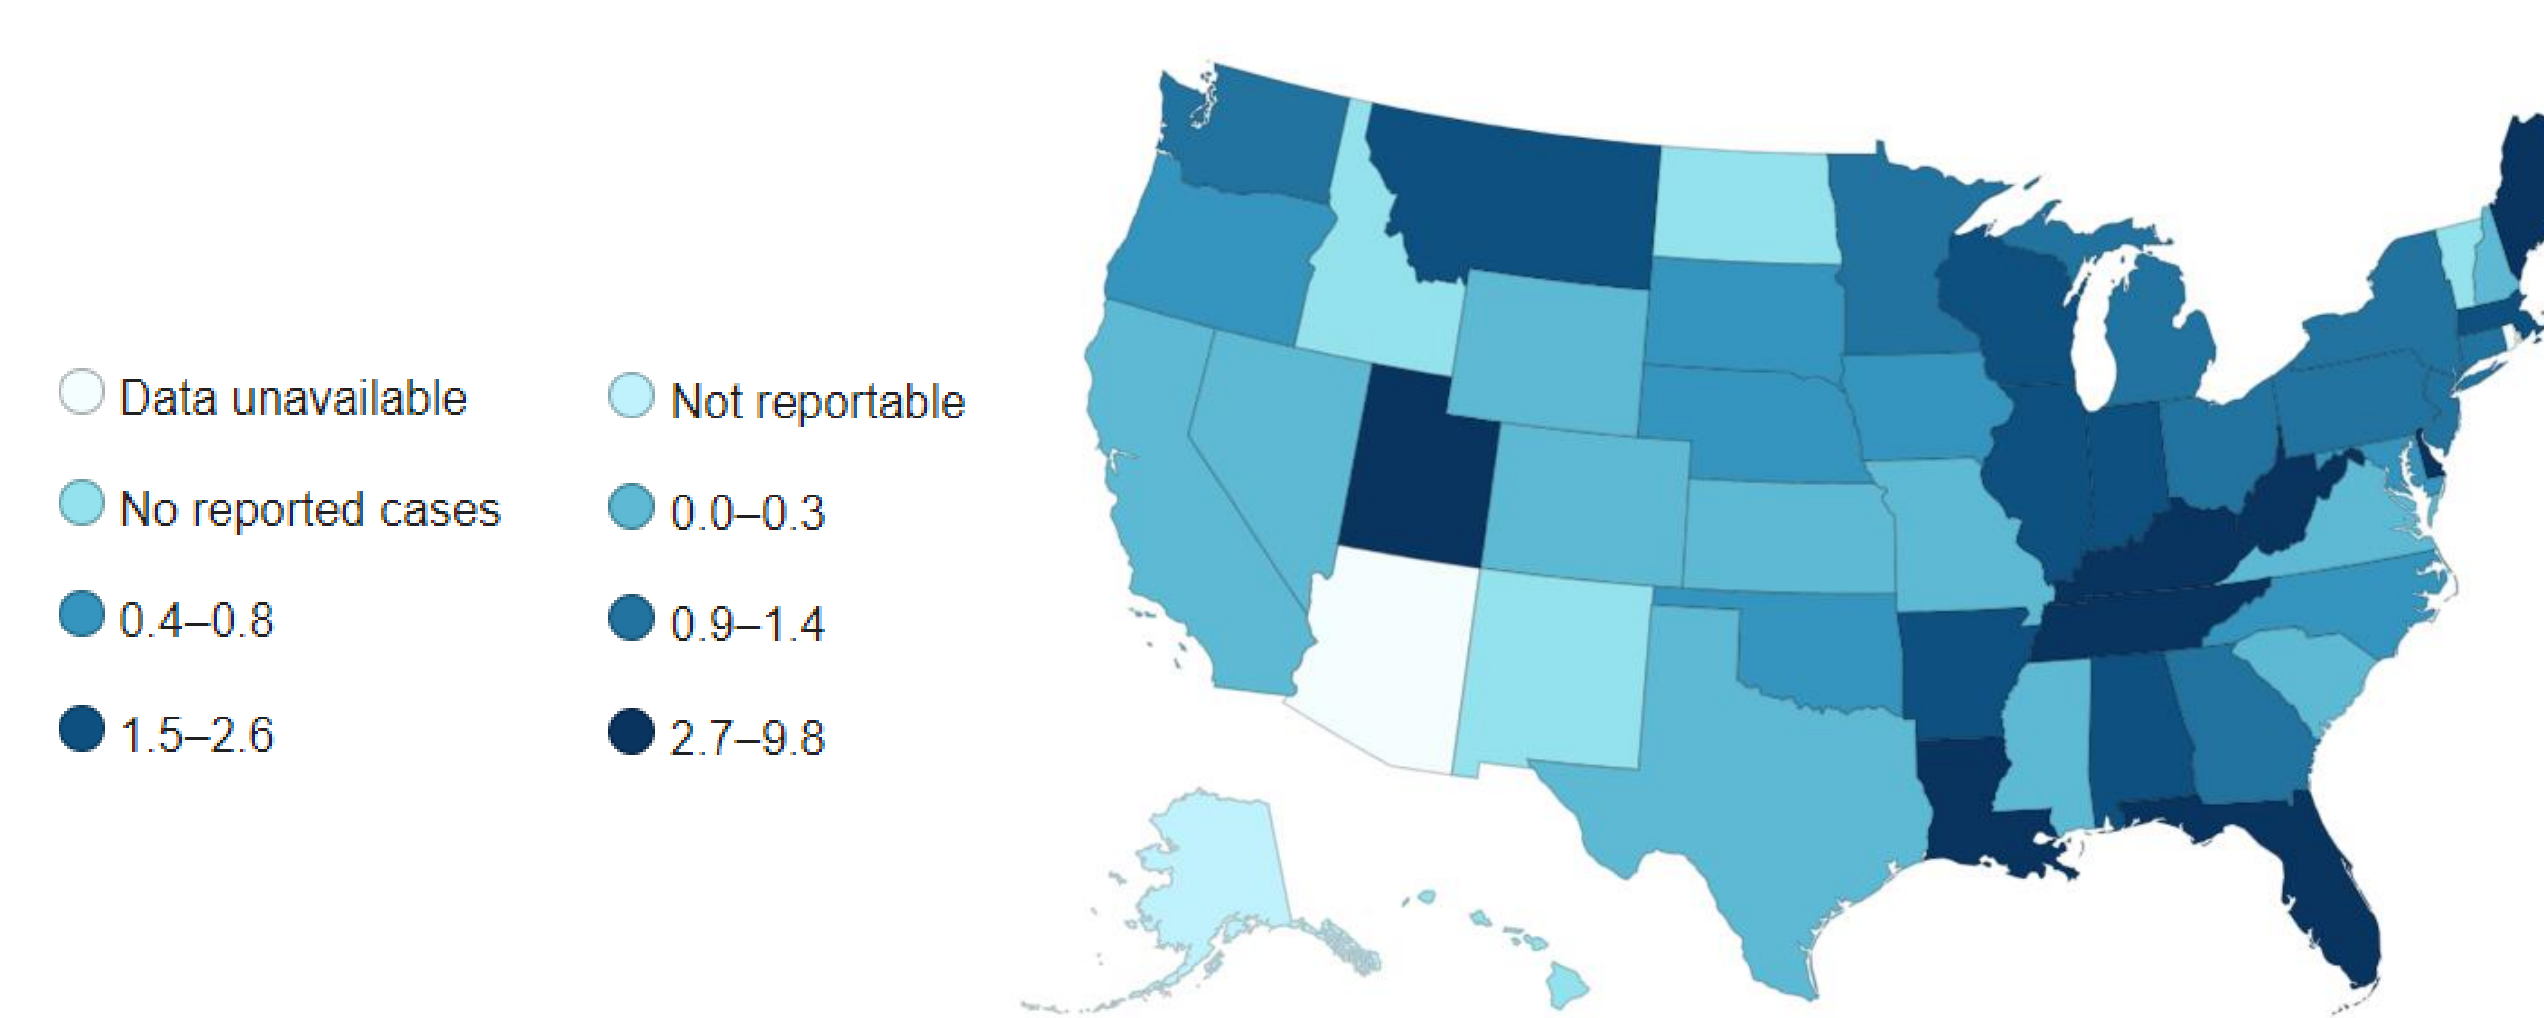 Data unavailable
Not reportable
No reported cases
0.0–0.3
0.4–0.8
0.9–1.4
1.5–2.6
2.7–9.8